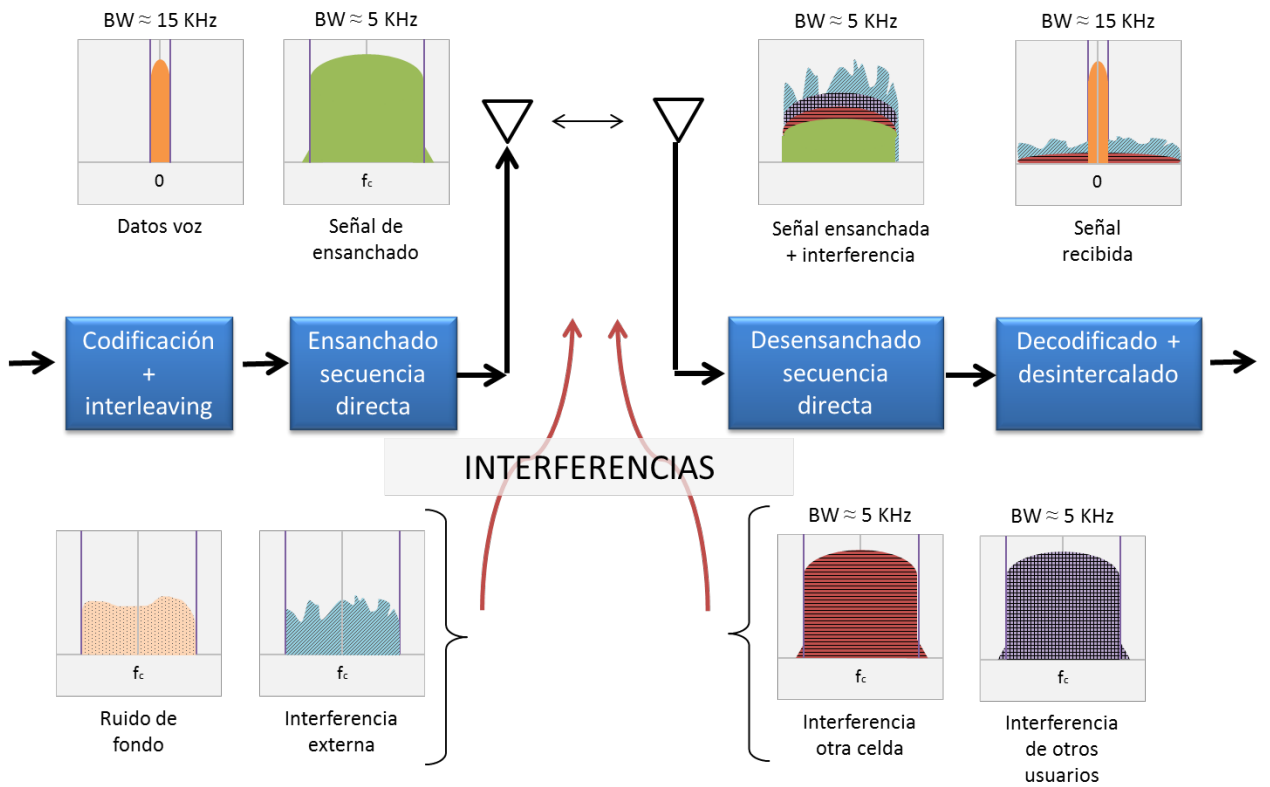 BW ≈ 15 KHz
BW ≈ 5 KHz
BW ≈ 5 KHz
BW ≈ 15 KHz
0
fc
0
Datos voz
Señal de
ensanchado
Señal ensanchada
+ interferencia
Señal
recibida
Codificación
+
interleaving
Ensanchado
secuencia
directa
Desensanchado
secuencia
directa
Decodificado +
desintercalado
INTERFERENCIAS
BW ≈ 5 KHz
BW ≈ 5 KHz
fc
fc
fc
fc
Ruido de
fondo
Interferencia
externa
Interferencia
otra celda
Interferencia
de otros
usuarios